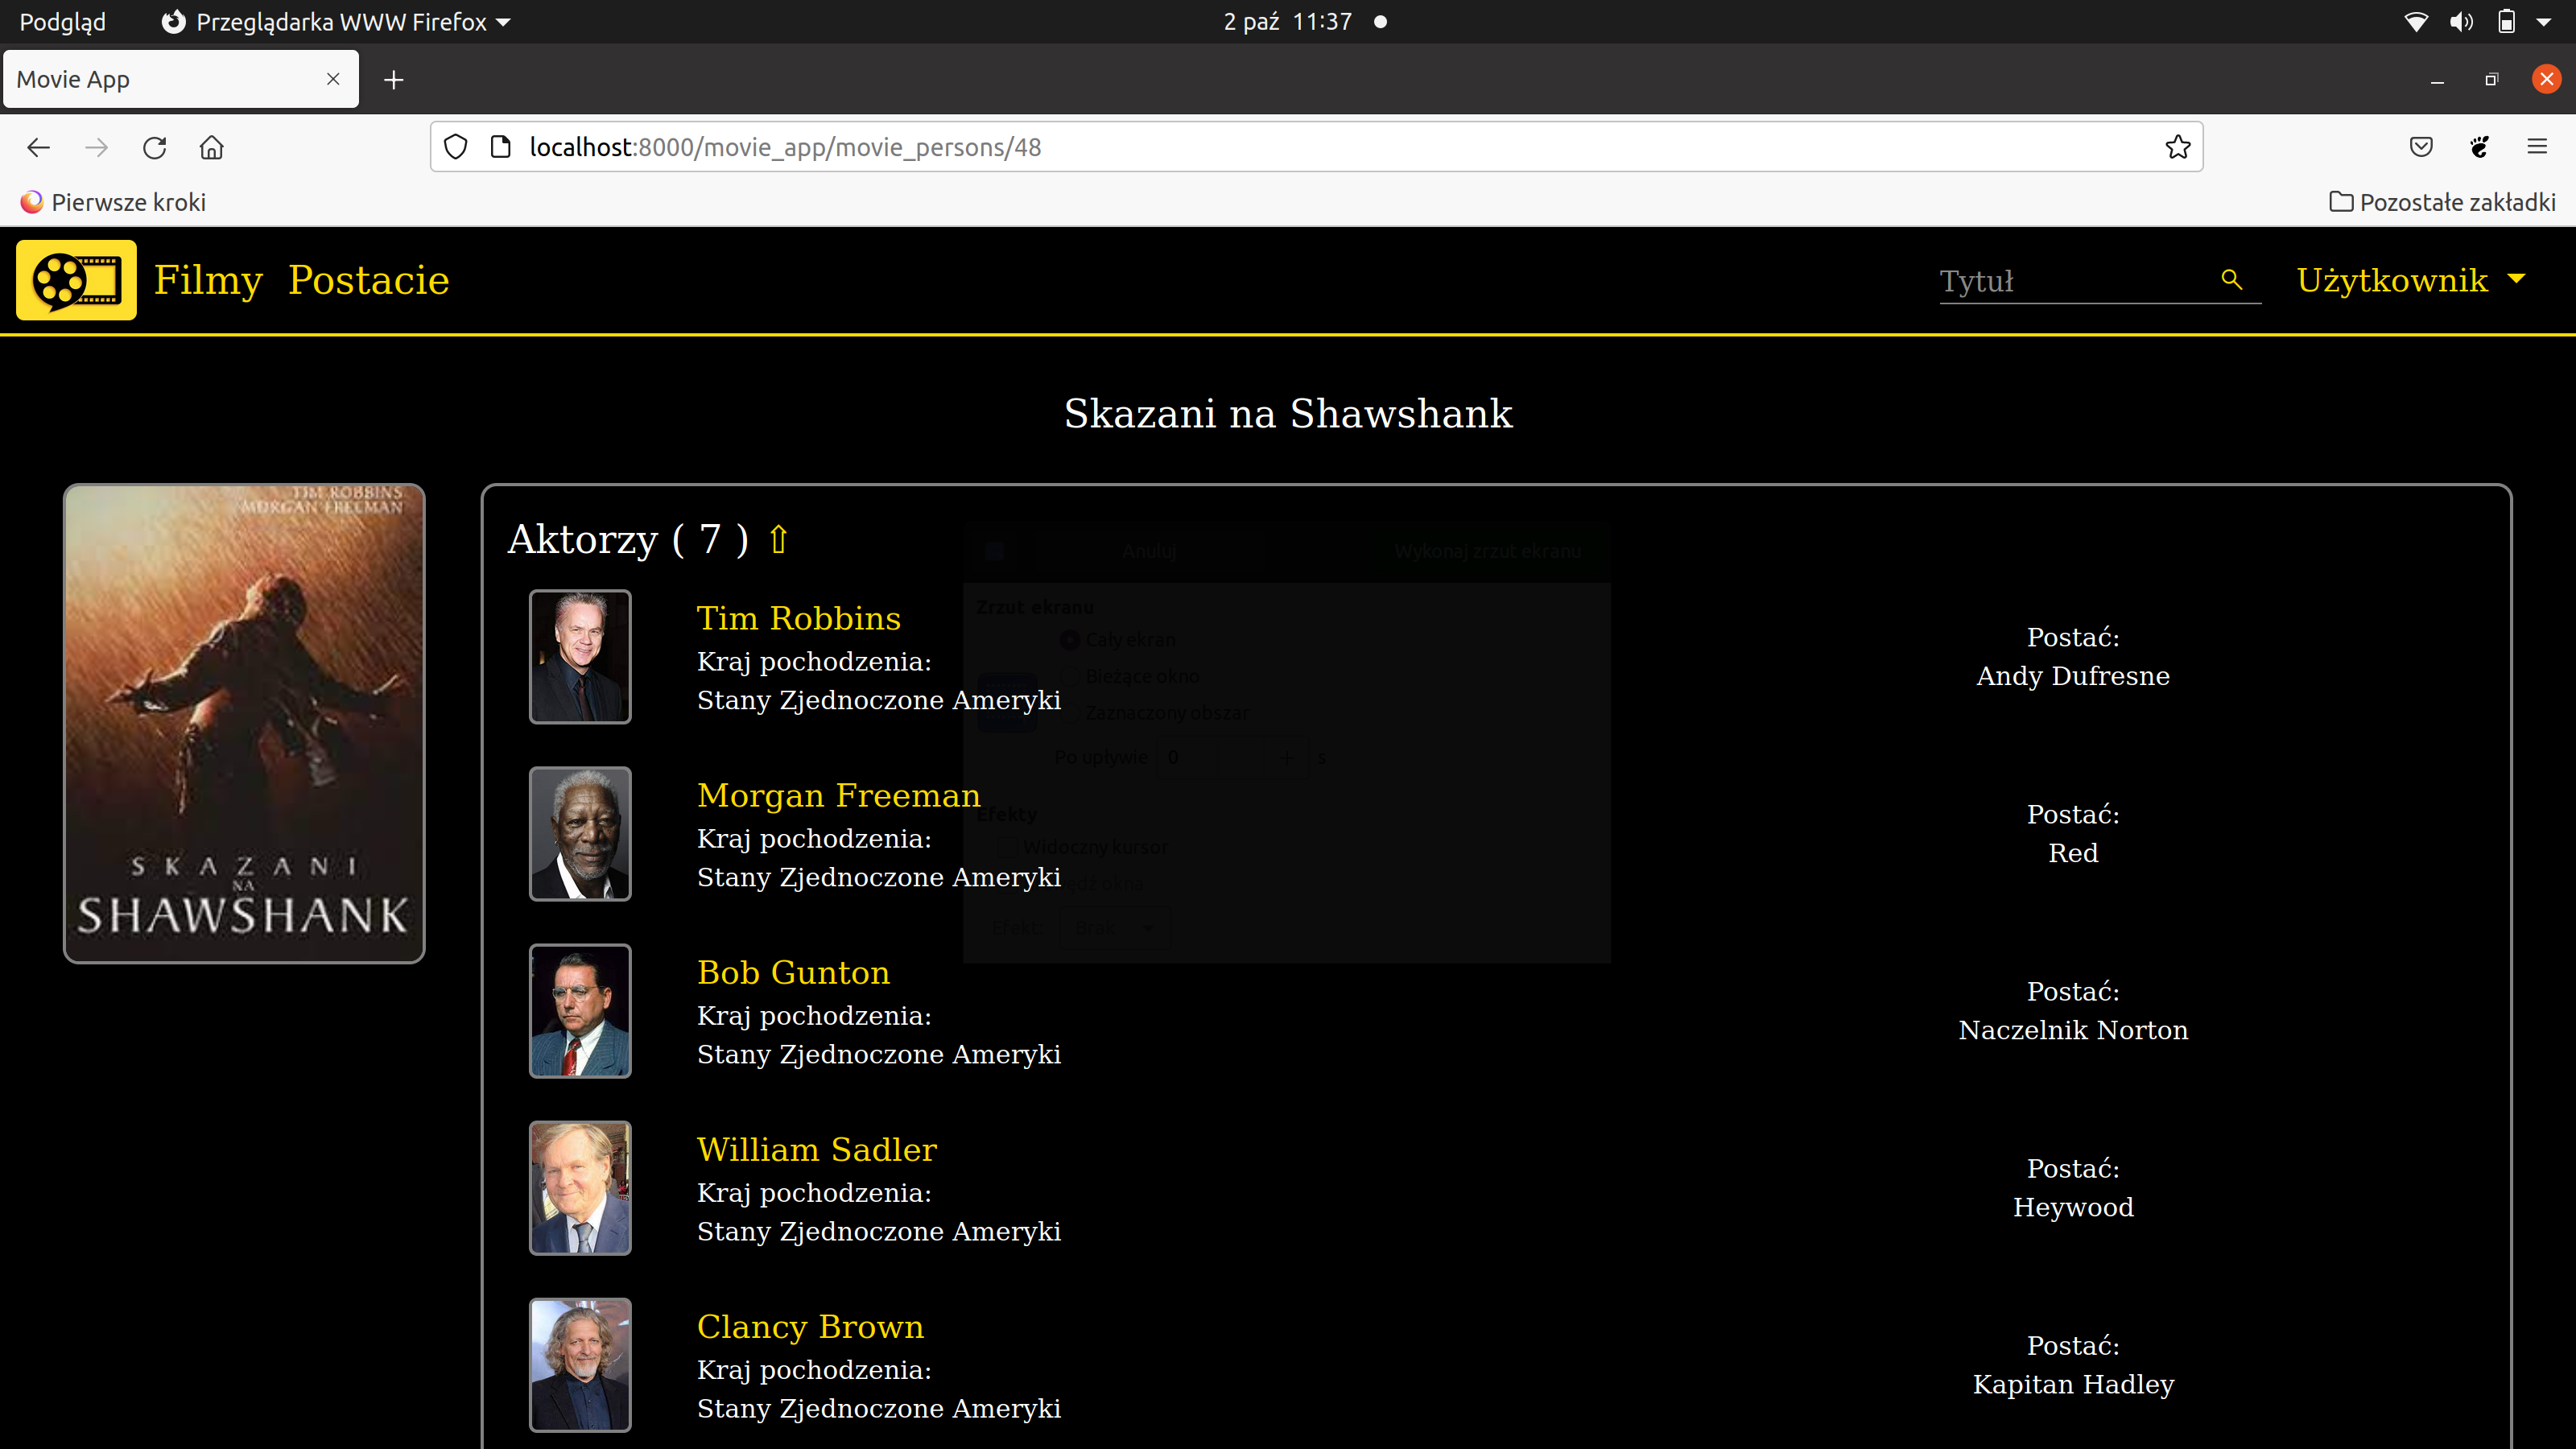 Podgląd Przeglądarka WWW Firefox 2 paź 11:37
Movie App
localhost:8000/movie_app/movie_persons/48
Pierwsze kroki Pozostałe zakładki
Filmy Postacie Tytuł Użytkownik
Skazani na Shawshank
TIM ROBBINS
MORGAN FREEMAN
SKAZANI
NA
SHAWSHANK
Aktorzy ( 7 ) ⇧
Anuluj Wykonaj zrzut ekranu
Zrzut ekranu
Cały ekran
Bieżące okno
Zaznaczony obszar
Po upływie 0 + s
Efekty
Widoczny kursor
okna
Efekt: Brak
Tim Robbins
Kraj pochodzenia:
Stany Zjednoczone Ameryki
Postać:
Andy Dufresne
Morgan Freeman
Kraj pochodzenia:
Stany Zjednoczone Ameryki
Postać:
Red
Bob Gunton
Kraj pochodzenia:
Stany Zjednoczone Ameryki
Postać:
Naczelnik Norton
William Sadler
Kraj pochodzenia:
Stany Zjednoczone Ameryki
Postać:
Heywood
Clancy Brown
Kraj pochodzenia:
Stany Zjednoczone Ameryki
Postać:
Kapitan Hadley